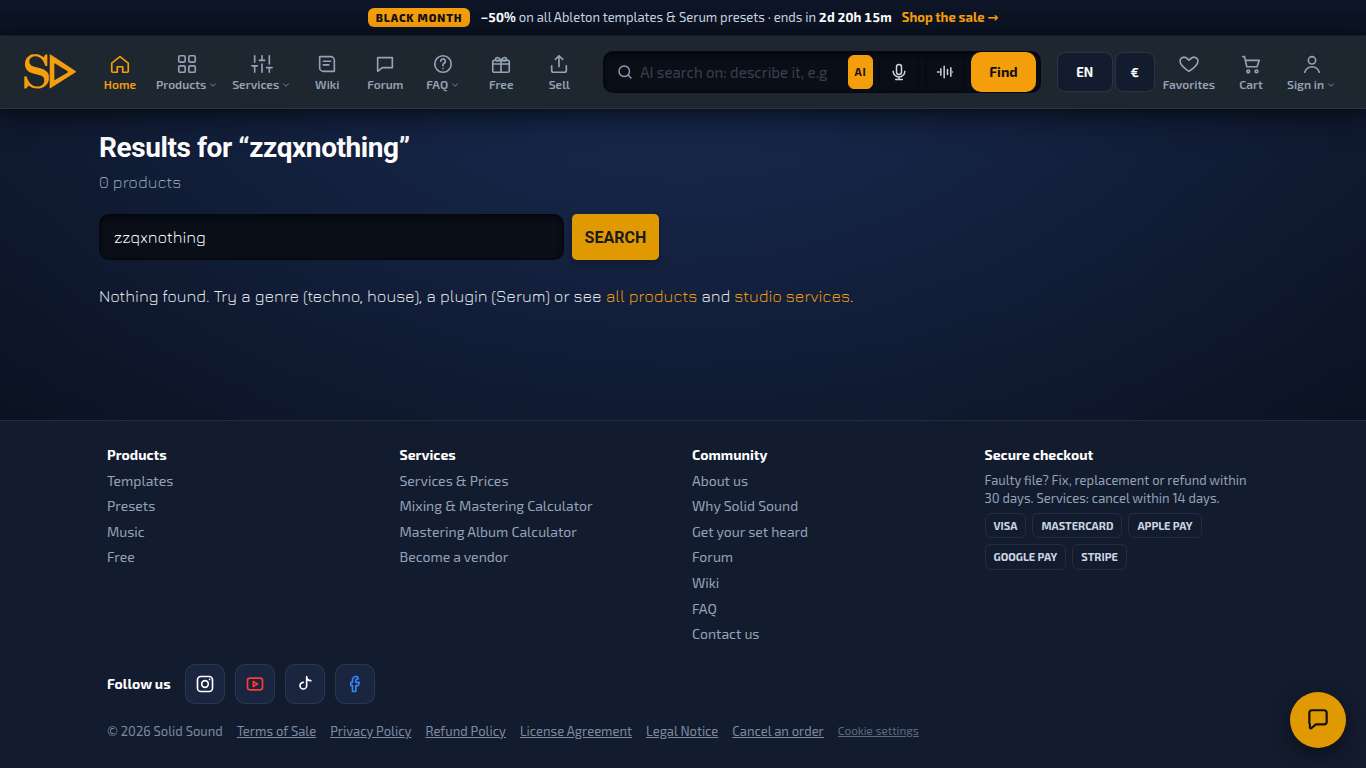 BLACK MONTH −50% on all Ableton templates & Serum presets · ends in 2d 20h 15m Shop the sale →
Home Products Services Wiki Forum FAQ Free Sell AI search on: describe it, e.g AI Find EN € Favorites Cart Sign in
Results for “zzqxnothing”
0 products
zzqxnothing SEARCH
Nothing found. Try a genre (techno, house), a plugin (Serum) or see all products and studio services.
Products
Templates
Presets
Music
Free
Services
Services & Prices
Mixing & Mastering Calculator
Mastering Album Calculator
Become a vendor
Community
About us
Why Solid Sound
Get your set heard
Forum
Wiki
FAQ
Contact us
Secure checkout
Faulty file? Fix, replacement or refund within
30 days. Services: cancel within 14 days.
VISA MASTERCARD APPLE PAY
GOOGLE PAY STRIPE
Follow us
© 2026 Solid Sound Terms of Sale Privacy Policy Refund Policy License Agreement Legal Notice Cancel an order Cookie settings